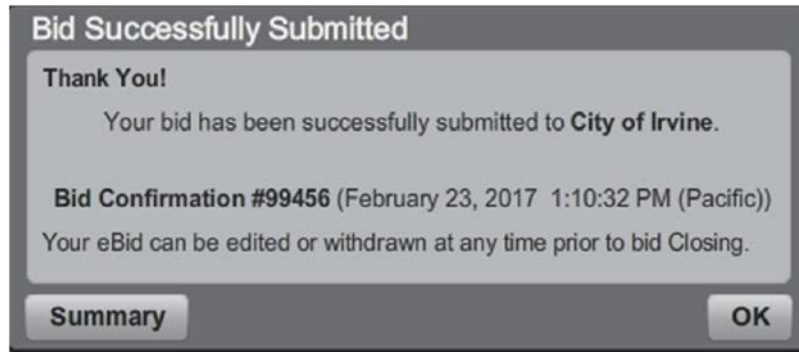 Bid Successfully Submitted
Thank You!
Your bid has been successfully submitted to City of Irvine.
Bid Confirmation #99456 (February 23, 2017 1:10:32 PM (Pacific))
Your eBid can be edited or withdrawn at any time prior to bid Closing.
Summary
OK